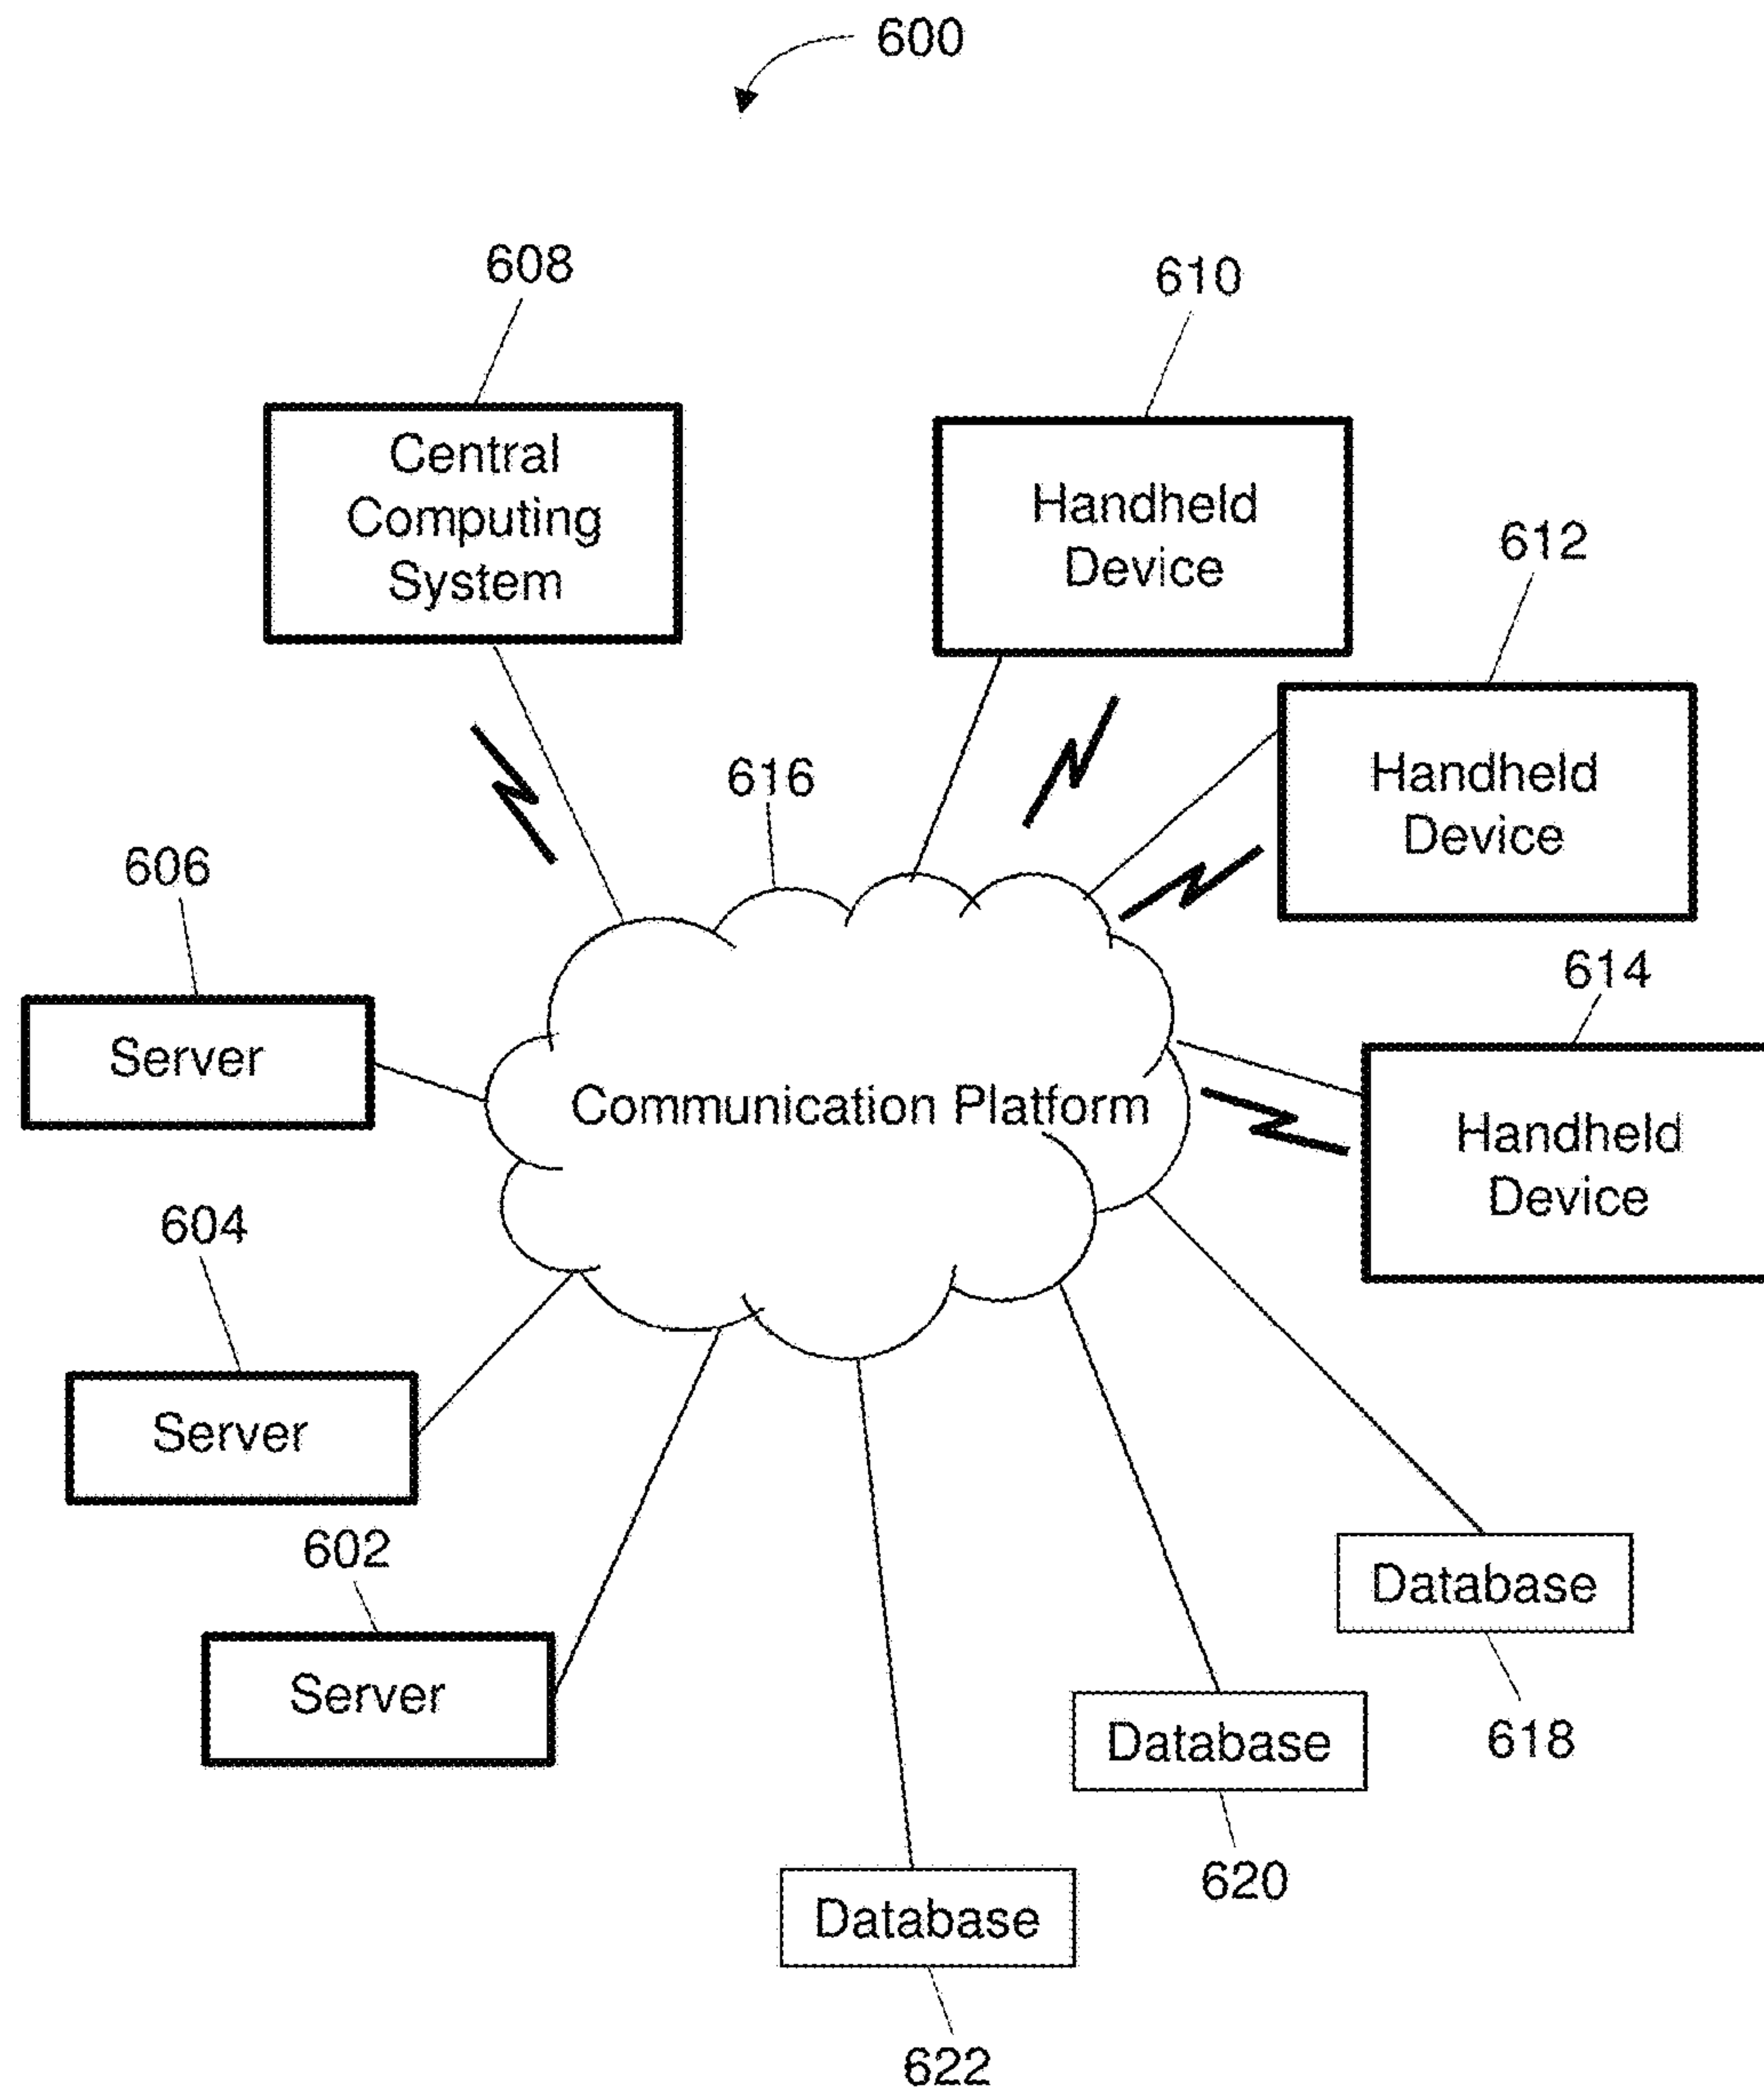 600
608
610
Central
Computing
System
Handheld
Device
612
Handheld
Device
616
606
614
Server
Communication Platform
Handheld
Device
604
Server
602
Server
Database
618
Database
620
Database
622